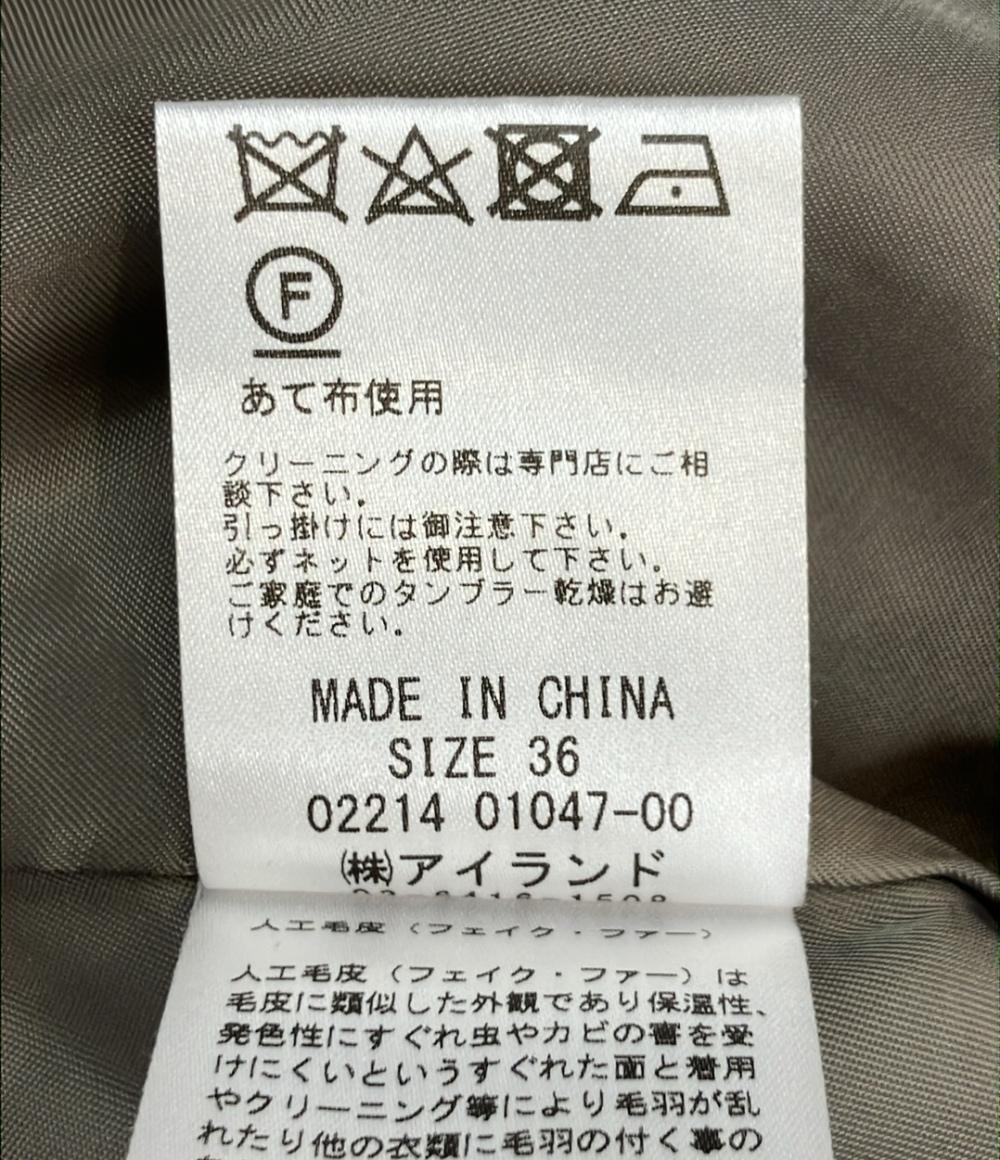 F
あて布使用
クリーニングの際は専門店にご相
談下さい。
引っ掛けには御注意下さい。
必ずネットを使用して下さい。
ご家庭でのタンブラー乾燥はお避
けください。
MADE IN CHINA
SIZE 36
02214 01047-00
㈱アイランド
人工毛皮（フェイク・ファー）
人工毛皮（フェイク・ファー）は
毛皮に類似した外観であり保温性、
発色性にすぐれ虫やカビの害を受
けにくいというすぐれた面と着用
やクリーニング等により毛羽が乱
れたり他の衣類に毛羽の付く事の